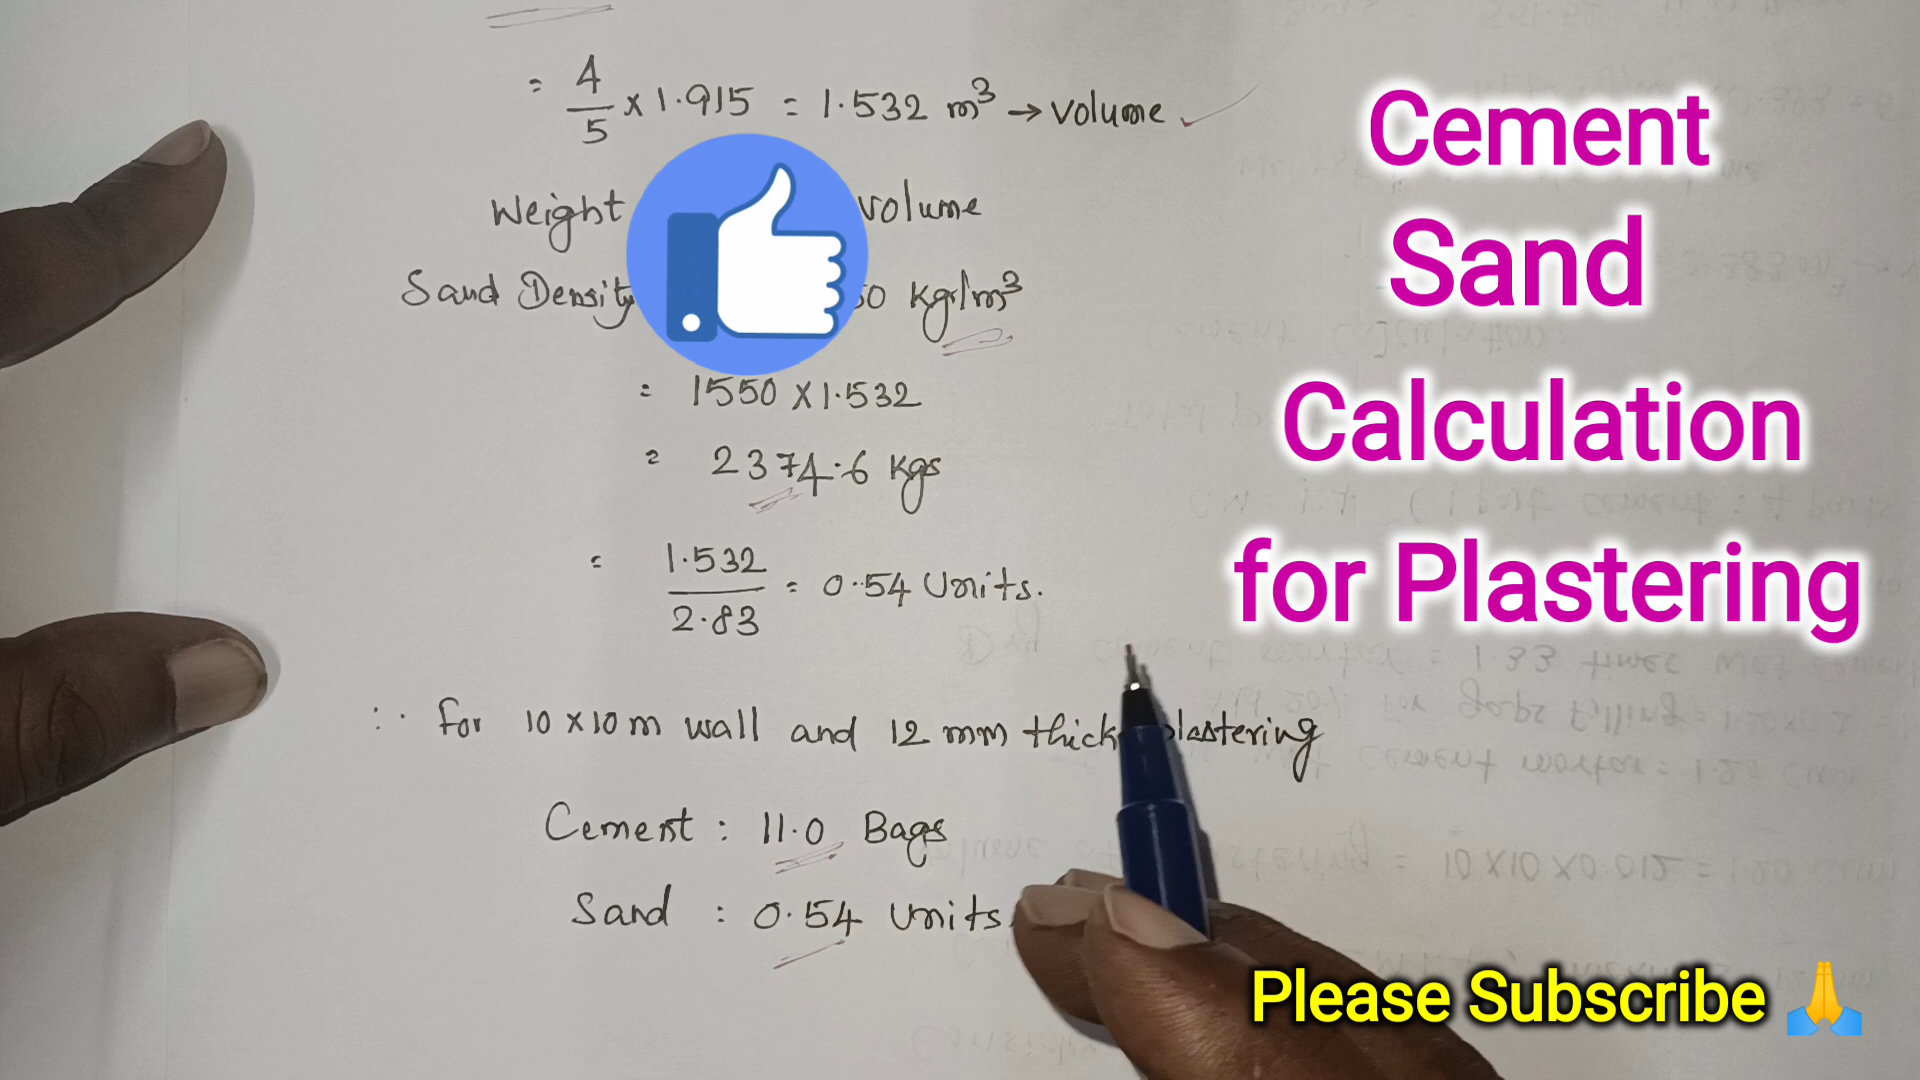 = 4/5 x 1.915 = 1.532 m³ → volume
Weight volume
Sand Density Kgs/m³
= 1550 x 1.532
= 2374.6 Kgs
= 1.532/2.83 = 0.54 Units.
∴ for 10 x 10 m wall and 12 mm thick plastering
Cement : 11.0 Bags
Sand : 0.54 Units
Cement
Sand
Calculation
for Plastering
Please Subscribe 🙏